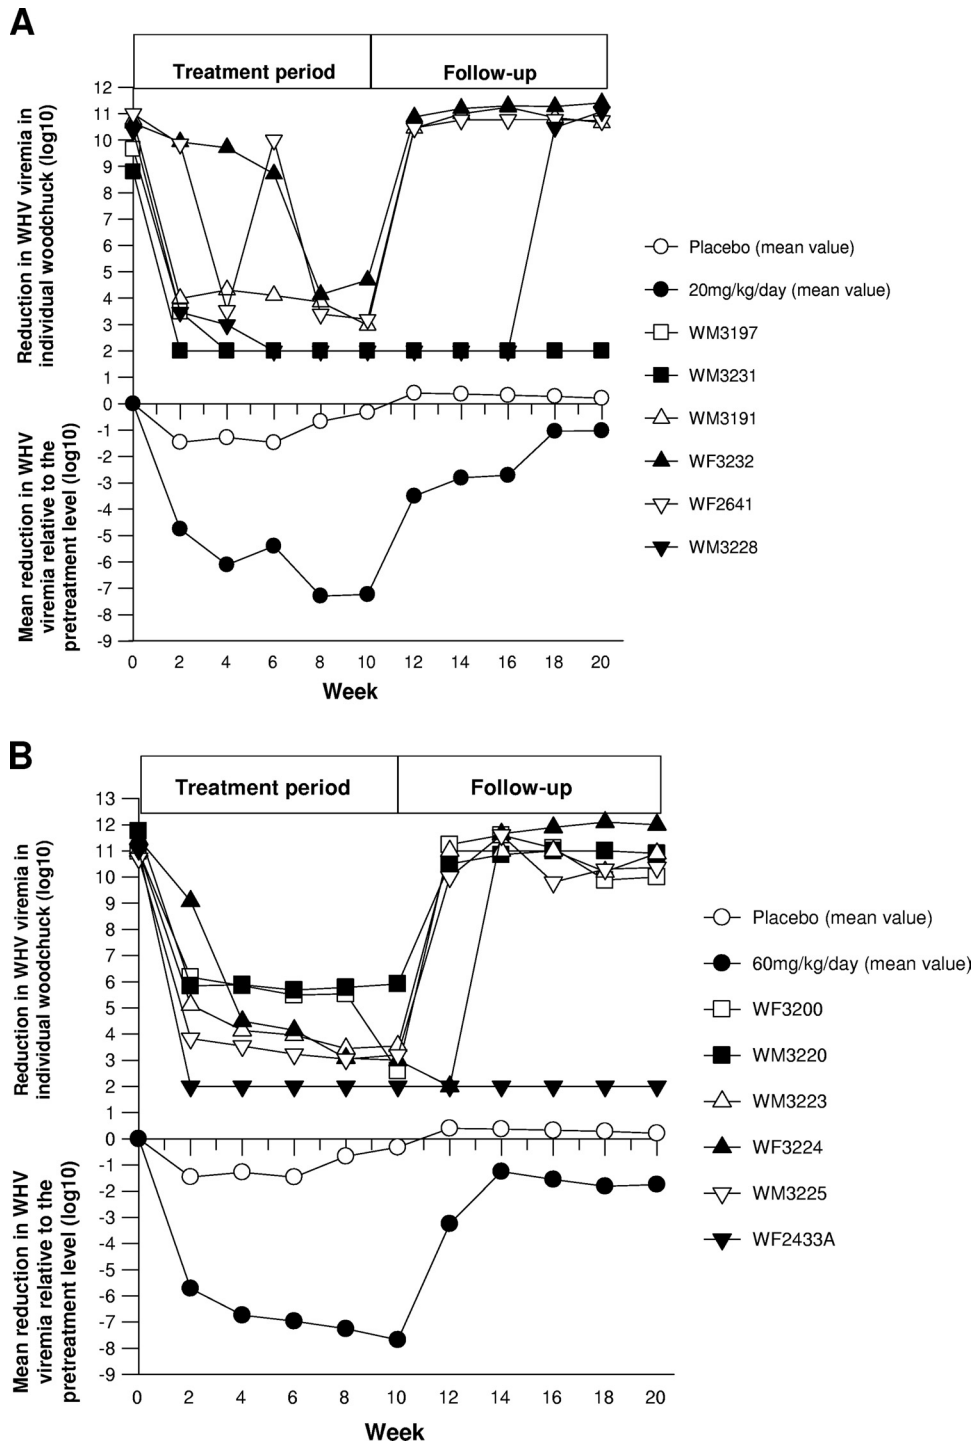 A
Treatment period
Follow-up
Reduction in WHV viremia in
individual woodchuck (log10)
Mean reduction in WHV
viremia relative to the
pretreatment level (log10)
12
11
10
9
8
7
6
5
4
3
2
1
0
-1
-2
-3
-4
-5
-6
-7
-8
-9
0 2 4 6 8 10 12 14 16 18 20
Week
Placebo (mean value)
20mg/kg/day (mean value)
WM3197
WM3231
WM3191
WF3232
WF2641
WM3228
B
Treatment period
Follow-up
Reduction in WHV viremia in
individual woodchuck (log10)
Mean reduction in WHV
viremia relative to the
pretreatment level (log10)
13
12
11
10
9
8
7
6
5
4
3
2
1
0
-1
-2
-3
-4
-5
-6
-7
-8
-9
0 2 4 6 8 10 12 14 16 18 20
Week
Placebo (mean value)
60mg/kg/day (mean value)
WF3200
WM3220
WM3223
WF3224
WM3225
WF2433A